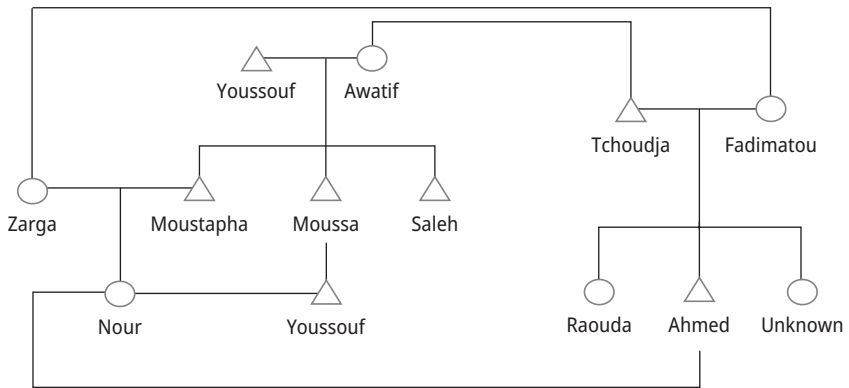 Youssouf Awatif
Tchoudja Fadimatou
Zarga Moustapha Moussa Saleh
Nour Youssouf Raouda Ahmed Unknown